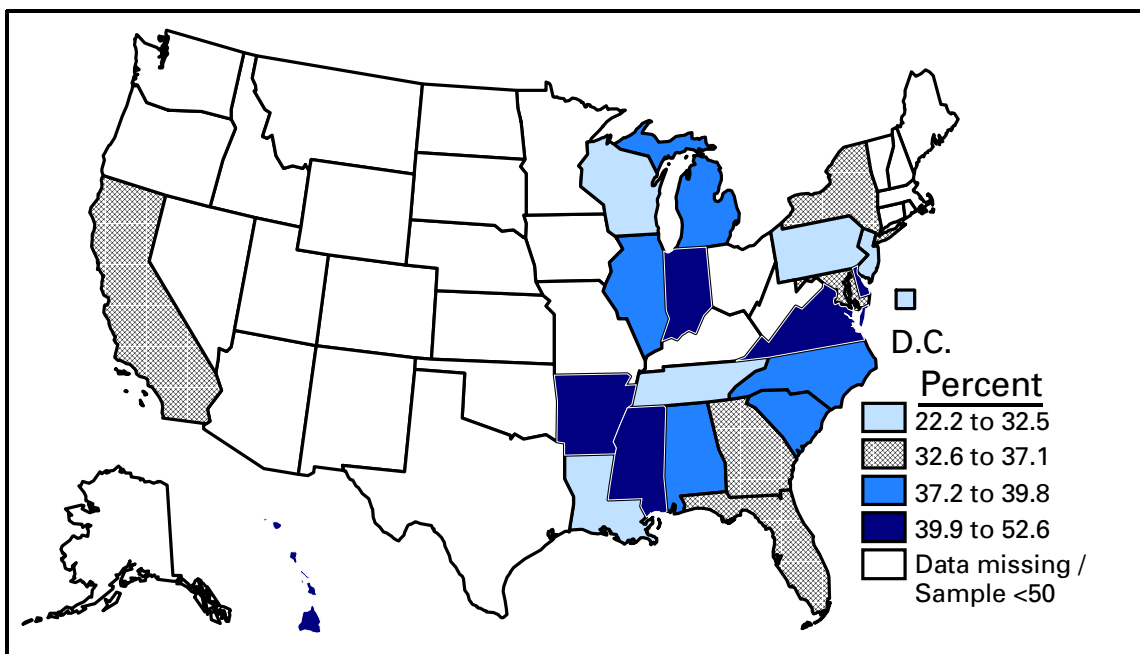 D.C.
Percent
22.2 to 32.5
32.6 to 37.1
37.2 to 39.8
39.9 to 52.6
Data missing /
Sample <50